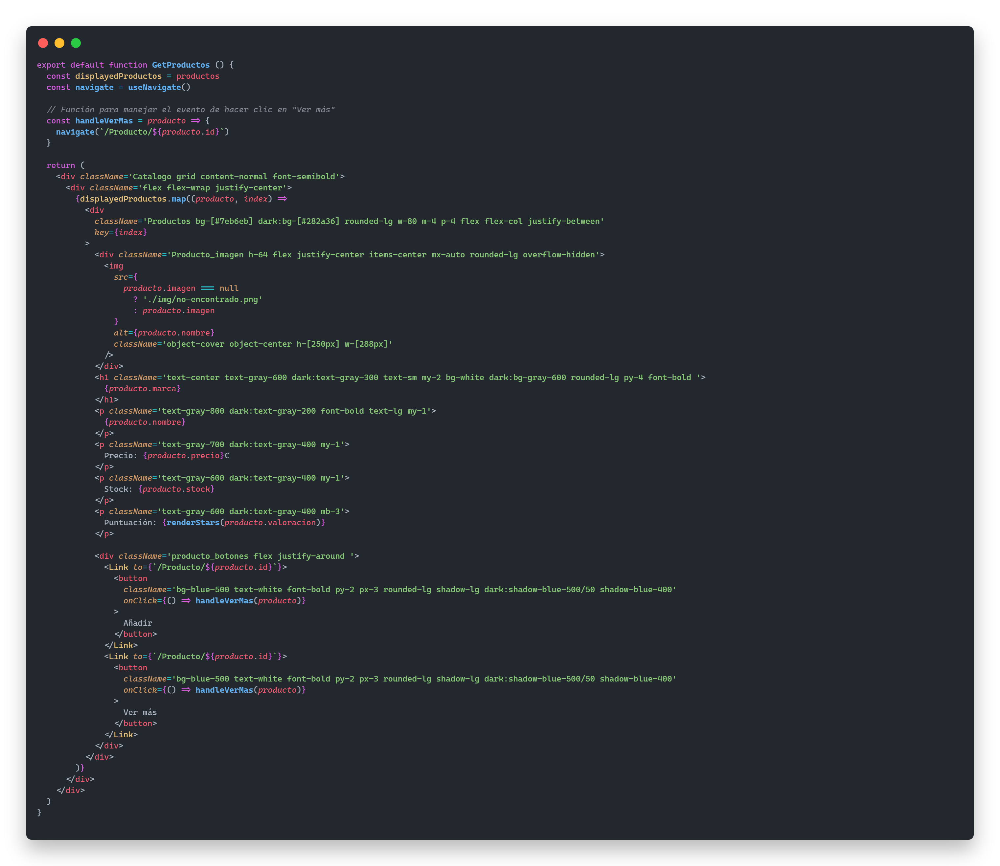 export default function GetProductos () {
  const displayedProductos = productos
  const navigate = useNavigate()

  // Función para manejar el evento de hacer clic en "Ver más"
  const handleVerMas = producto => {
    navigate(`/Producto/${producto.id}`)
  }

  return (
    <div className='Catalogo grid content-normal font-semibold'>
      <div className='flex flex-wrap justify-center'>
        {displayedProductos.map((producto, index) =>
          <div
            className='Productos bg-[#7eb6eb] dark:bg-[#282a36] rounded-lg w-80 m-4 p-4 flex flex-col justify-between'
            key={index}
          >
            <div className='Producto_imagen h-64 flex justify-center items-center mx-auto rounded-lg overflow-hidden'>
              <img
                src={
                  producto.imagen === null
                    ? './img/no-encontrado.png'
                    : producto.imagen
                }
                alt={producto.nombre}
                className='object-cover object-center h-[250px] w-[288px]'
              />
            </div>
            <h1 className='text-center text-gray-600 dark:text-gray-300 text-sm my-2 bg-white dark:bg-gray-600 rounded-lg py-4 font-bold '>
              {producto.marca}
            </h1>
            <p className='text-gray-800 dark:text-gray-200 font-bold text-lg my-1'>
              {producto.nombre}
            </p>
            <p className='text-gray-700 dark:text-gray-400 my-1'>
              Precio: {producto.precio}€
            </p>
            <p className='text-gray-600 dark:text-gray-400 my-1'>
              Stock: {producto.stock}
            </p>
            <p className='text-gray-600 dark:text-gray-400 mb-3'>
              Puntuación: {renderStars(producto.valoracion)}
            </p>

            <div className='producto_botones flex justify-around '>
              <Link to={`/Producto/${producto.id}`}>
                <button
                  className='bg-blue-500 text-white font-bold py-2 px-3 rounded-lg shadow-lg dark:shadow-blue-500/50 shadow-blue-400'
                  onClick={() => handleVerMas(producto)}
                >
                  Añadir
                </button>
              </Link>
              <Link to={`/Producto/${producto.id}`}>
                <button
                  className='bg-blue-500 text-white font-bold py-2 px-3 rounded-lg shadow-lg dark:shadow-blue-500/50 shadow-blue-400'
                  onClick={() => handleVerMas(producto)}
                >
                  Ver más
                </button>
              </Link>
            </div>
          </div>
        )}
      </div>
    </div>
  )
}